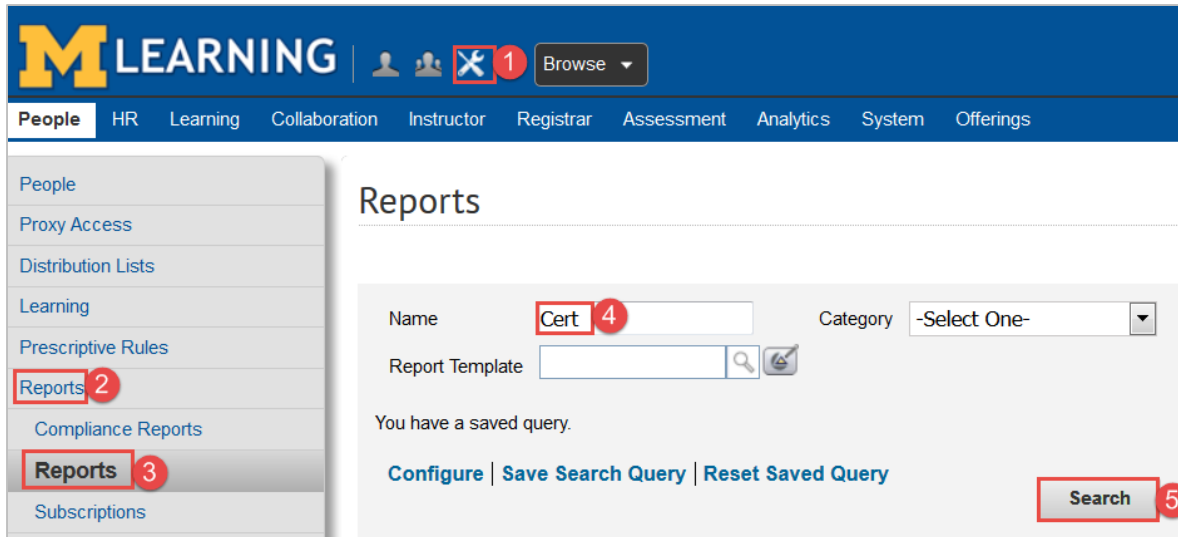 M LEARNING 1 Browse
People HR Learning Collaboration Instructor Registrar Assessment Analytics System Offerings
People
Proxy Access
Distribution Lists
Learning
Prescriptive Rules
Reports 2
Compliance Reports
Reports 3
Subscriptions
Reports
Name Cert 4 Category -Select One-
Report Template
You have a saved query.
Configure | Save Search Query | Reset Saved Query
Search 5